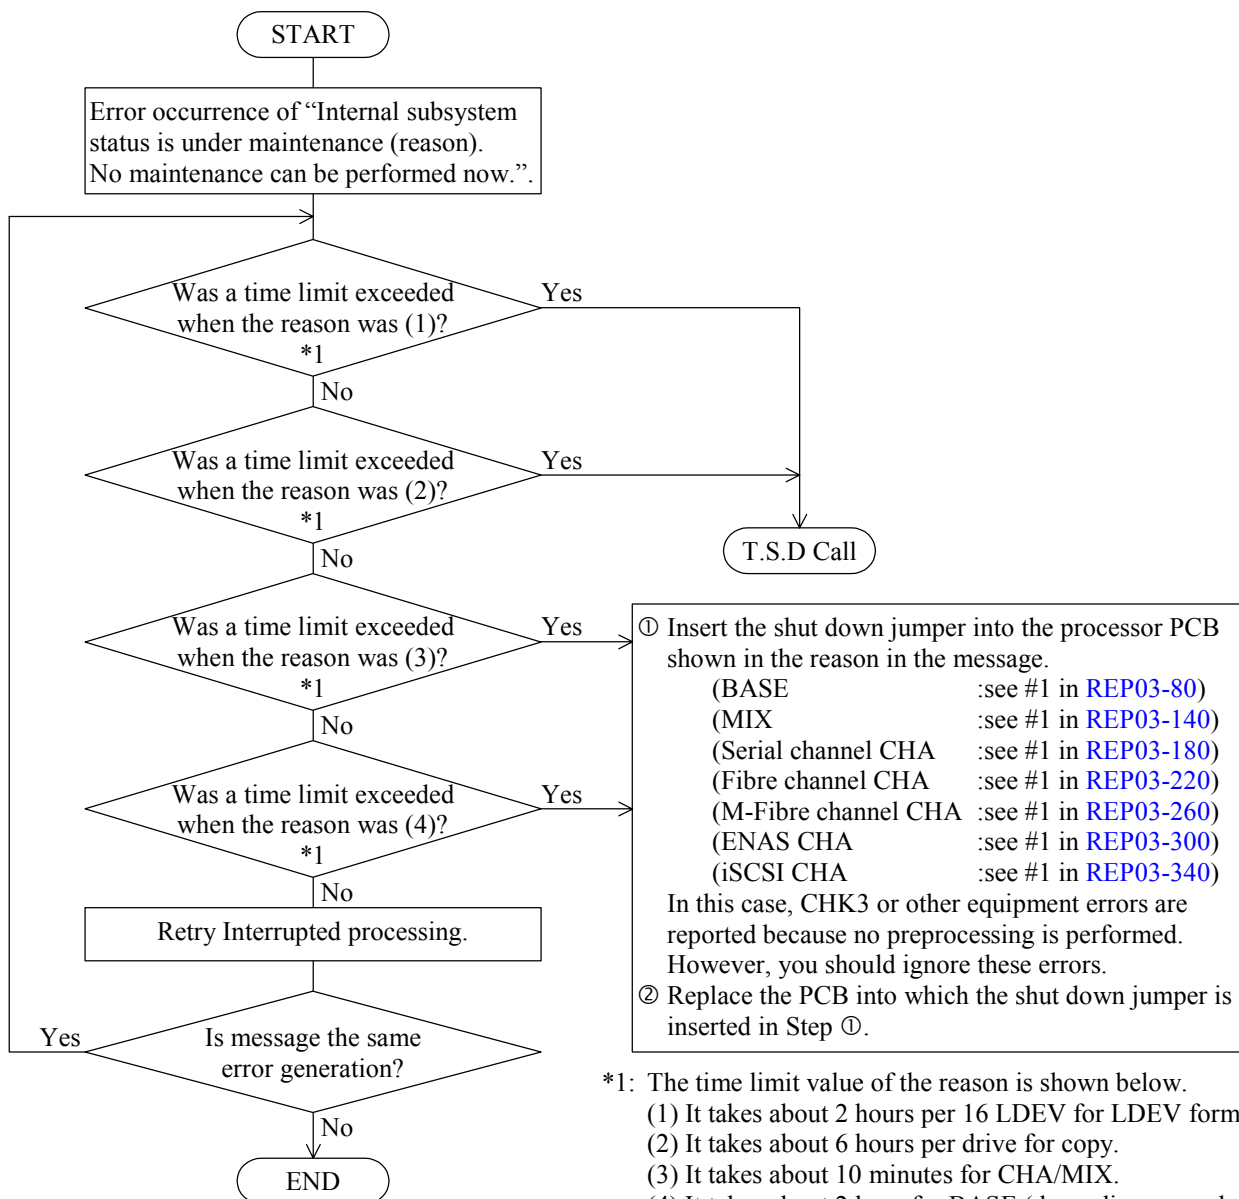 START
Error occurrence of “Internal subsystem
status is under maintenance (reason).
No maintenance can be performed now.”.
Was a time limit exceeded
when the reason was (1)?
*1
Yes
No
Was a time limit exceeded
when the reason was (2)?
*1
Yes
No
T.S.D Call
Was a time limit exceeded
when the reason was (3)?
*1
Yes
No
Was a time limit exceeded
when the reason was (4)?
*1
Yes
No
① Insert the shut down jumper into the processor PCB
shown in the reason in the message.
(BASE :see #1 in REP03-80)
(MIX :see #1 in REP03-140)
(Serial channel CHA :see #1 in REP03-180)
(Fibre channel CHA :see #1 in REP03-220)
(M-Fibre channel CHA :see #1 in REP03-260)
(ENAS CHA :see #1 in REP03-300)
(iSCSI CHA :see #1 in REP03-340)
In this case, CHK3 or other equipment errors are
reported because no preprocessing is performed.
However, you should ignore these errors.
② Replace the PCB into which the shut down jumper is
inserted in Step ①.
Retry Interrupted processing.
Is message the same
error generation?
Yes
No
END
*1: The time limit value of the reason is shown below.
(1) It takes about 2 hours per 16 LDEV for LDEV form
(2) It takes about 6 hours per drive for copy.
(3) It takes about 10 minutes for CHA/MIX.